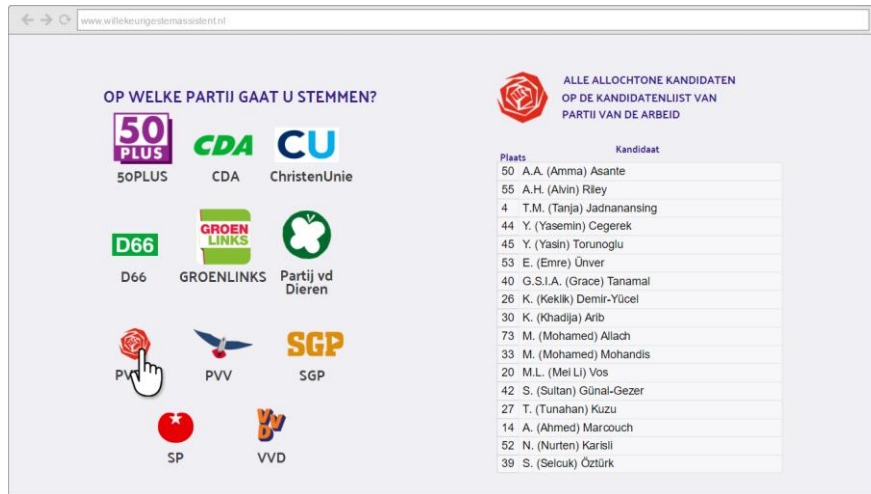 www.willekeurigestemassistent.nl
OP WELKE PARTIJ GAAT U STEMMEN?
50
PLUS
CDA
CU
50PLUS
CDA
ChristenUnie
D66
GROEN
LINKS
D66
GROENLINKS
Partij vd
Dieren
SGP
PVV
SGP
VVD
SP
VVD
ALLE ALLOCHTONE KANDIDATEN
OP DE KANDIDATENLIJST VAN
PARTIJ VAN DE ARBEID
Plaats Kandidaat
50 A.A. (Amma) Asante
55 A.H. (Alvin) Riley
4 T.M. (Tanja) Jadnanansing
44 Y. (Yasemin) Cegerek
45 Y. (Yasin) Torunoglu
53 E. (Emre) Ünver
40 G.S.I.A. (Grace) Tanamal
26 K. (Keklik) Demir-Yücel
30 K. (Khadija) Arib
73 M. (Mohamed) Allach
33 M. (Mohamed) Mohandis
20 M.L. (Mei Li) Vos
42 S. (Sultan) Günal-Gezer
27 T. (Tunahan) Kuzu
14 A. (Ahmed) Marcouch
52 N. (Nurten) Karisli
39 S. (Selcuk) Öztürk